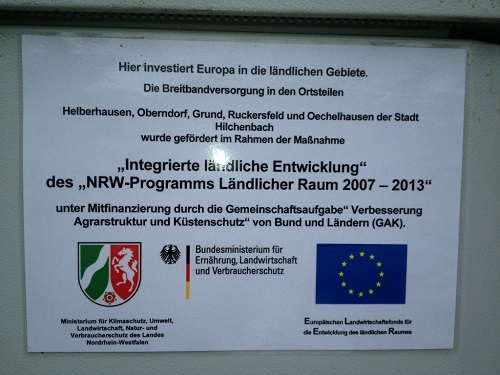 Hier investiert Europa in die ländlichen Gebiete.
Die Breitbandversorgung in den Ortsteilen
Helberhausen, Oberndorf, Grund, Ruckersfeld und Oechelhausen der Stadt
Hilchenbach
wurde gefördert im Rahmen der Maßnahme
„Integrierte ländliche Entwicklung“
des „NRW-Programms Ländlicher Raum 2007 – 2013“
unter Mitfinanzierung durch die Gemeinschaftsaufgabe“ Verbesserung
Agrarstruktur und Küstenschutz“ von Bund und Ländern (GAK).
Bundesministerium für
Ernährung, Landwirtschaft
und Verbraucherschutz
Ministerium für Klimaschutz, Umwelt,
Landwirtschaft, Natur- und
Verbraucherschutz des Landes
Nordrhein-Westfalen
Europäischen Landwirtschaftsfonds für
die Entwicklung des ländlichen Raumes